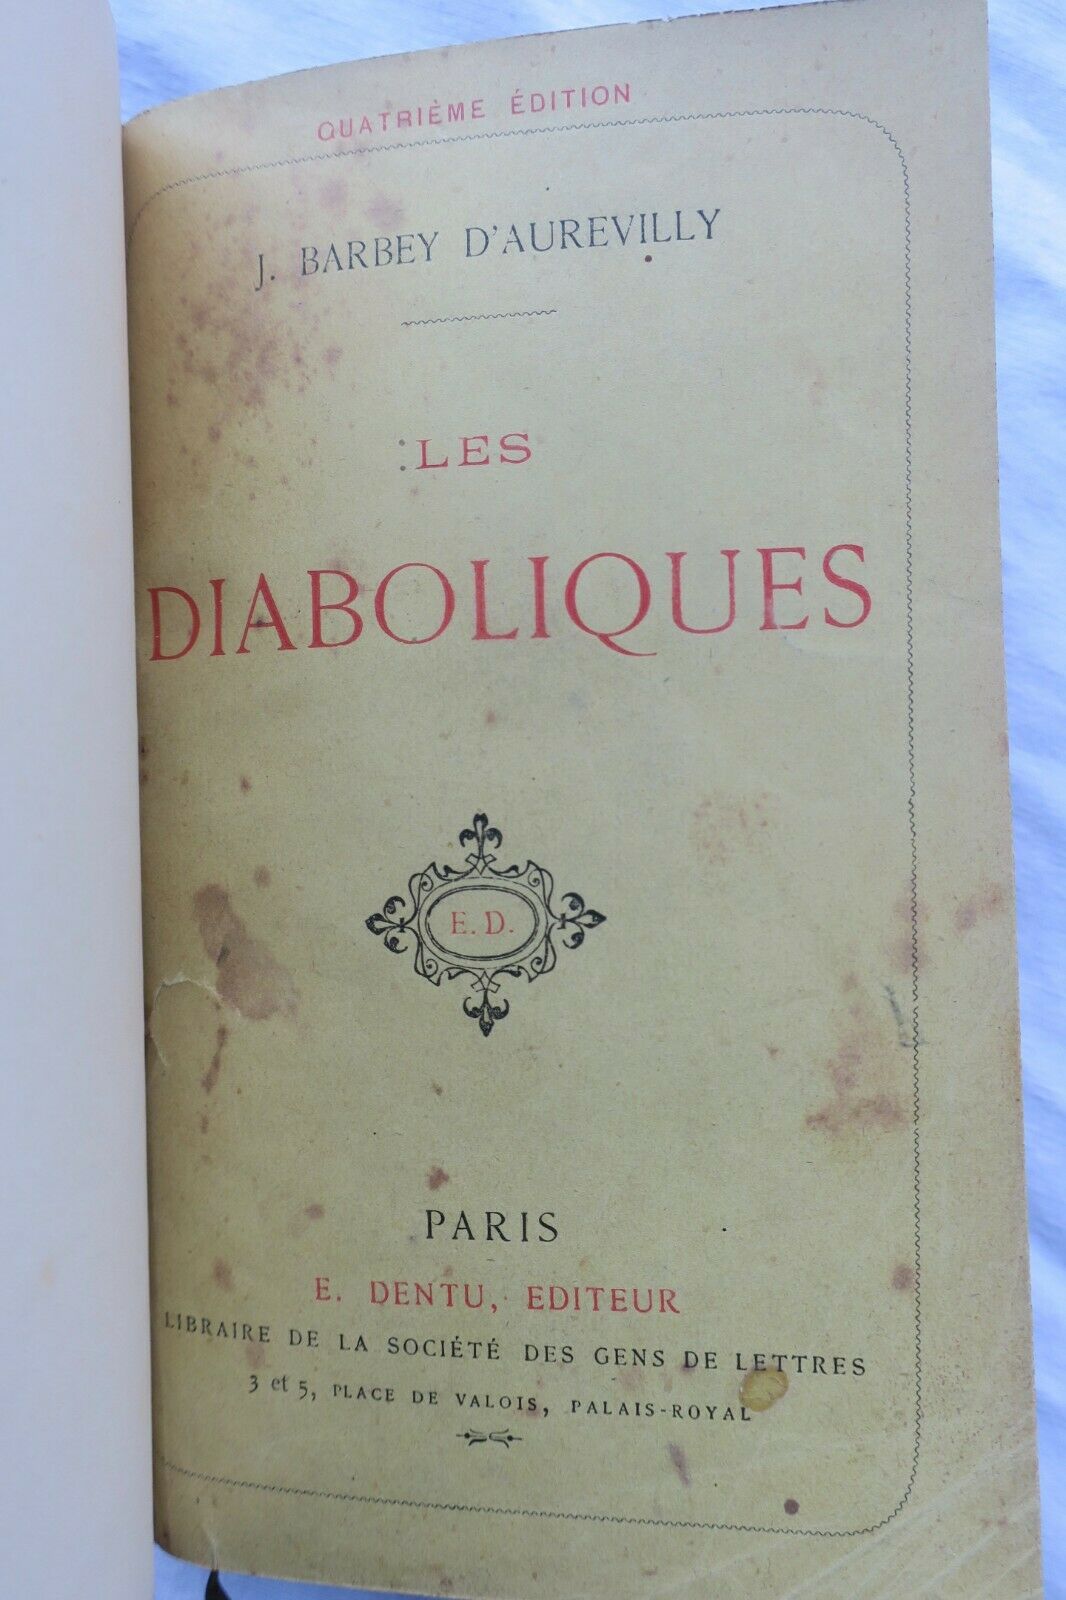 QUATRIÈME ÉDITION
J. BARBEY D'AUREVILLY
LES
DIABOLIQUES
E. D.
PARIS
E. DENTU, EDITEUR
LIBRAIRE DE LA SOCIÉTÉ DES GENS DE LETTRES
3 et 5, PLACE DE VALOIS, PALAIS-ROYAL